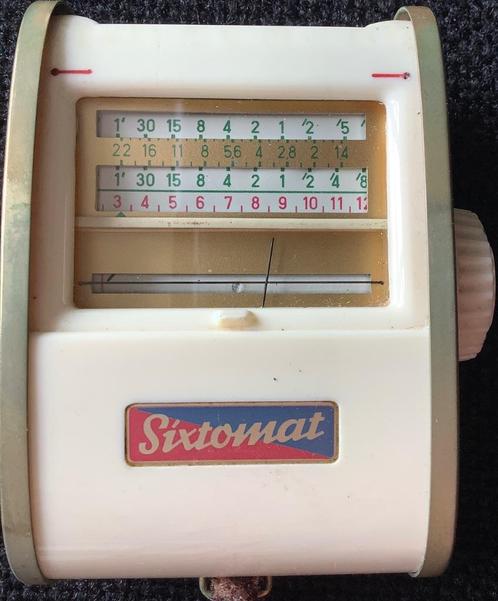 1' 30 15 8 4 2 1 /2 /5
22 16 11 8 5,6 4 2,8 2 1,4
1' 30 15 8 4 2 1 /2 /4 /8
3 4 5 6 7 8 9 10 11 12
Sixtomat